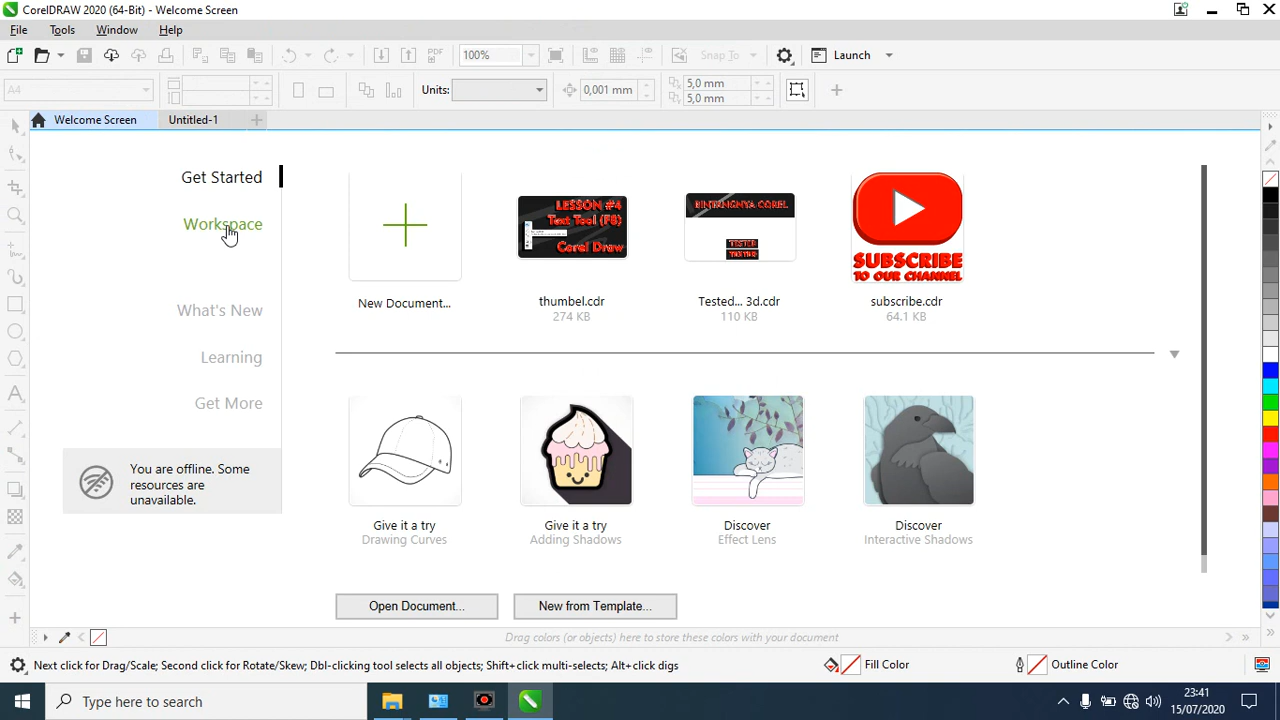 CorelDRAW 2020 (64-Bit) - Welcome Screen
File Tools Window Help
PDF 100% Snap To Launch
A4 Units: 0,001 mm 5,0 mm
5,0 mm
Welcome Screen Untitled-1
Get Started
Workspace
What's New
Learning
Get More
You are offline. Some
resources are
unavailable.
New Document...
LESSON #4
Text Tool (F8)
Corel Draw
thumbel.cdr
274 KB
BINTANGNYA COREL
TESTER
TESTER
Tested... 3d.cdr
110 KB
SUBSCRIBE
TO OUR CHANNEL
subscribe.cdr
64.1 KB
Give it a try
Drawing Curves
Give it a try
Adding Shadows
Discover
Effect Lens
Discover
Interactive Shadows
Open Document... New from Template...
Drag colors (or objects) here to store these colors with your document
Next click for Drag/Scale; Second click for Rotate/Skew; Dbl-clicking tool selects all objects; Shift+click multi-selects; Alt+click digs Fill Color Outline Color
Type here to search
23:41
15/07/2020